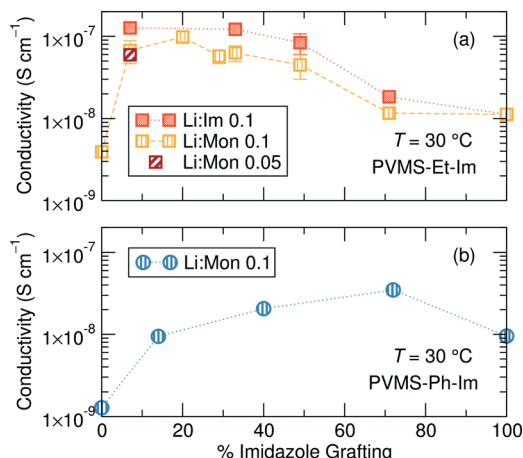 1×10⁻⁷
(a)
Conductivity (S cm⁻¹)
1×10⁻⁸
Li:Im 0.1
Li:Mon 0.1
Li:Mon 0.05
T = 30 °C
PVMS-Et-Im
1×10⁻⁹
(b)
Li:Mon 0.1
1×10⁻⁷
Conductivity (S cm⁻¹)
1×10⁻⁸
T = 30 °C
PVMS-Ph-Im
1×10⁻⁹
0 20 40 60 80 100
% Imidazole Grafting